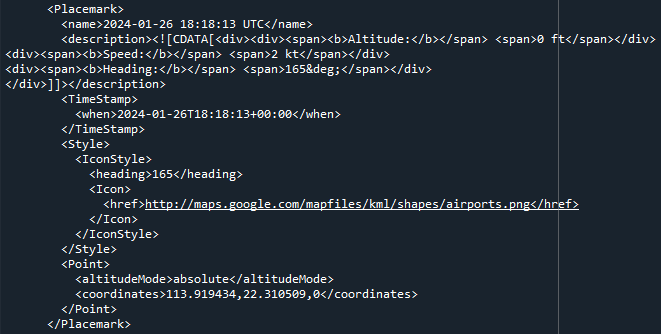 <Placemark>
<name>2024-01-26 18:18:13 UTC</name>
<description><![CDATA[<div><div><span><b>Altitude:</b></span> <span>0 ft</span></div>
<div><span><b>Speed:</b></span> <span>2 kt</span></div>
<div><span><b>Heading:</b></span> <span>165&deg;</span></div>
</div>]]></description>
<TimeStamp>
<when>2024-01-26T18:18:13+00:00</when>
</TimeStamp>
<Style>
<IconStyle>
<heading>165</heading>
<Icon>
<href>http://maps.google.com/mapfiles/kml/shapes/airports.png</href>
</Icon>
</IconStyle>
</Style>
<Point>
<altitudeMode>absolute</altitudeMode>
<coordinates>113.919434,22.310509,0</coordinates>
</Point>
</Placemark>